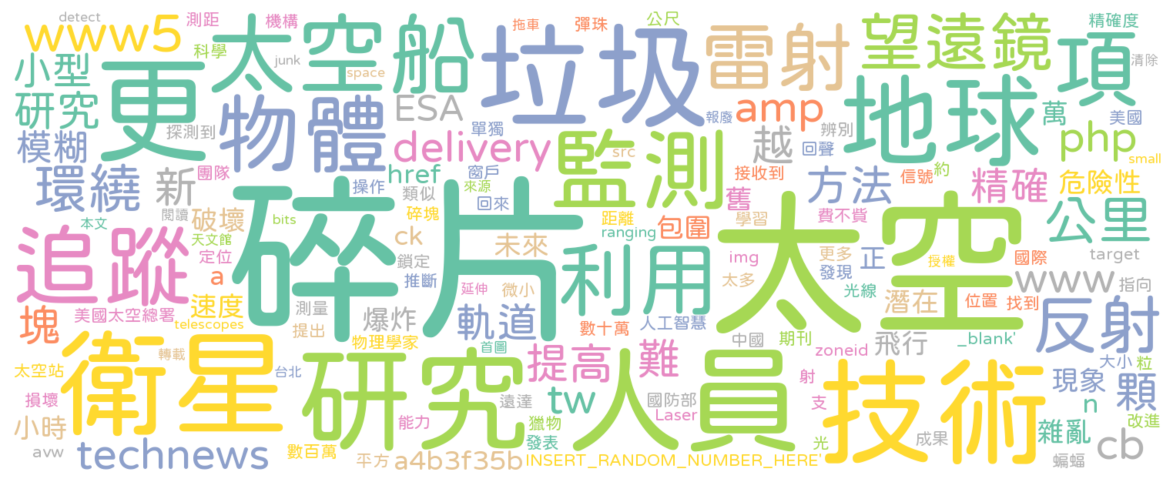 www5
測距
機構
太空船
垃圾
拖車
彈珠
公尺
雷射
望遠鏡
精確度
項
清除
科學
junk
space
小型
更
物體
ESA
報廢
amp
地球
萬
美國
研究
探測到
單獨
辨別
回聲
php
small
模糊
delivery
監測
src
越
接收到
信號
約
團隊
href
窗戶
環繞
新
操作
類似
來源
回來
舊
方法
精確
危險性
閱讀
本文
破壞
bits
碎塊
距離
學習
費不貲
公里
追蹤
天文館
碎片
ck
未來
ranging
包圍
太空
定位
鎖定
利用
更多
正
授權
國際
target
a
推斷
延伸
微小
img
太多
發現
www
指向
速度
測量
軌道
光線
潛在
位置
找到
反射
塊
美國太空總署
telescopes
提出
爆炸
數十萬
人工智慧
物理學家
中國
期刊
_blank'
衛星
轉載
首圖
提高
難
zoneid
飛行
大小
粒
太空站
台北
研究人員
技術
現象
顆
損壞
遠達
tw
國防部
射
n
小時
能力
獵物
Laser
支
改進
technews
數百萬
發表
光
成果
雜亂
cb
avw
平方
a4b3f35b
INSERT_RANDOM_NUMBER_HERE'
蝙蝠